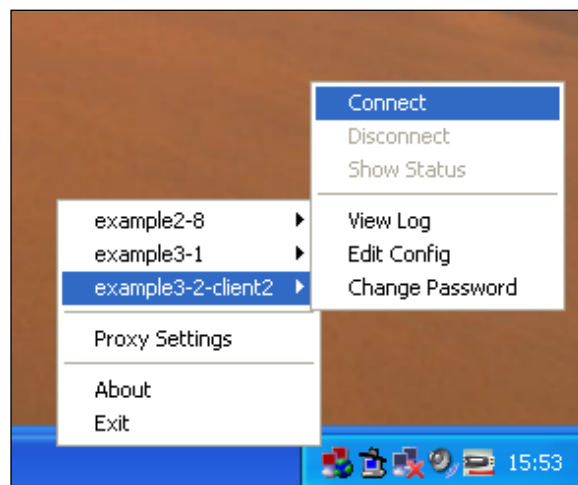 Connect
Disconnect
Show Status
View Log
Edit Config
Change Password
example2-8
example3-1
example3-2-client2
Proxy Settings
About
Exit
15:53